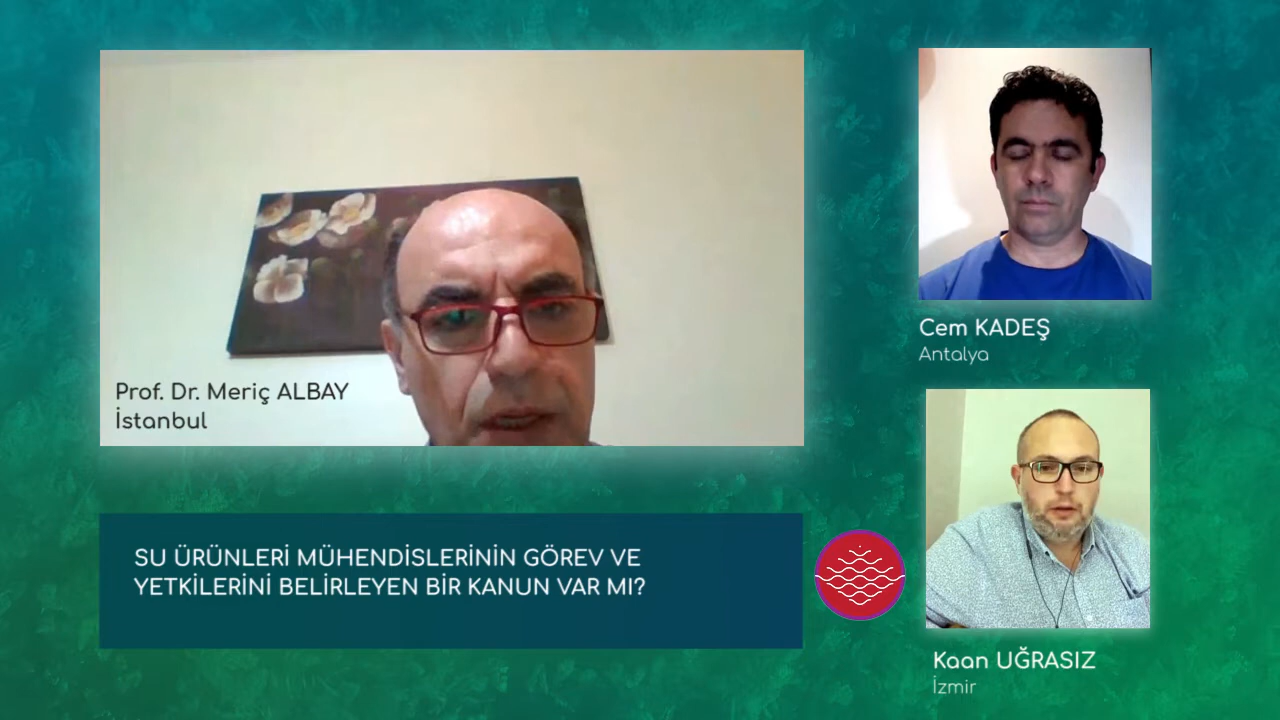 Prof. Dr. Meriç ALBAY
İstanbul
SU ÜRÜNLERİ MÜHENDİSLERİNİN GÖREV VE
YETKİLERİNİ BELİRLEYEN BİR KANUN VAR MI?
Cem KADEŞ
Antalya
Kaan UĞRASIZ
İzmir